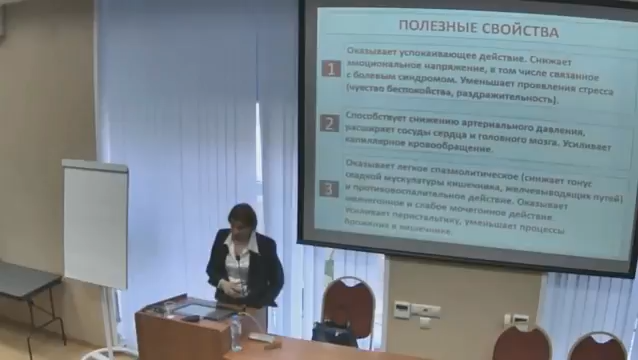 ПОЛЕЗНЫЕ СВОЙСТВА
1
Оказывает успокаивающее действие. Снижает
эмоциональное напряжение, в том числе связанное
с болевым синдромом. Уменьшает проявления стресса
(чувство беспокойства, раздражительность).
2
Способствует снижению артериального давления,
расширяет сосуды сердца и головного мозга. Усиливает
капиллярное кровообращение.
3
Оказывает легкое спазмолитическое (снижает тонус
гладкой мускулатуры кишечника, желчевыводящих путей)
и противовоспалительное действие. Оказывает
желчегонное и слабое мочегонное действие.
Усиливает перистальтику, уменьшает процессы
брожения в кишечнике.